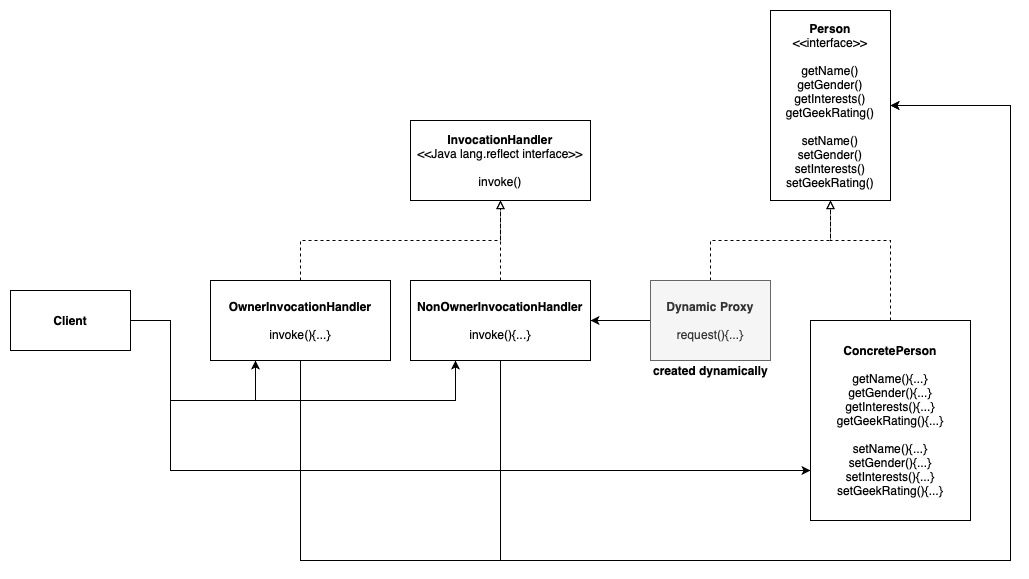 Person
<<interface>>
getName()
getGender()
getInterests()
getGeekRating()
setName()
setGender()
setInterests()
setGeekRating()
InvocationHandler
<<Java lang.reflect interface>>
invoke()
Client
OwnerInvocationHandler
invoke(){...}
NonOwnerInvocationHandler
invoke(){...}
Dynamic Proxy
request(){...}
created dynamically
ConcretePerson
getName(){...}
getGender(){...}
getInterests(){...}
getGeekRating(){...}
setName(){...}
setGender(){...}
setInterests(){...}
setGeekRating(){...}